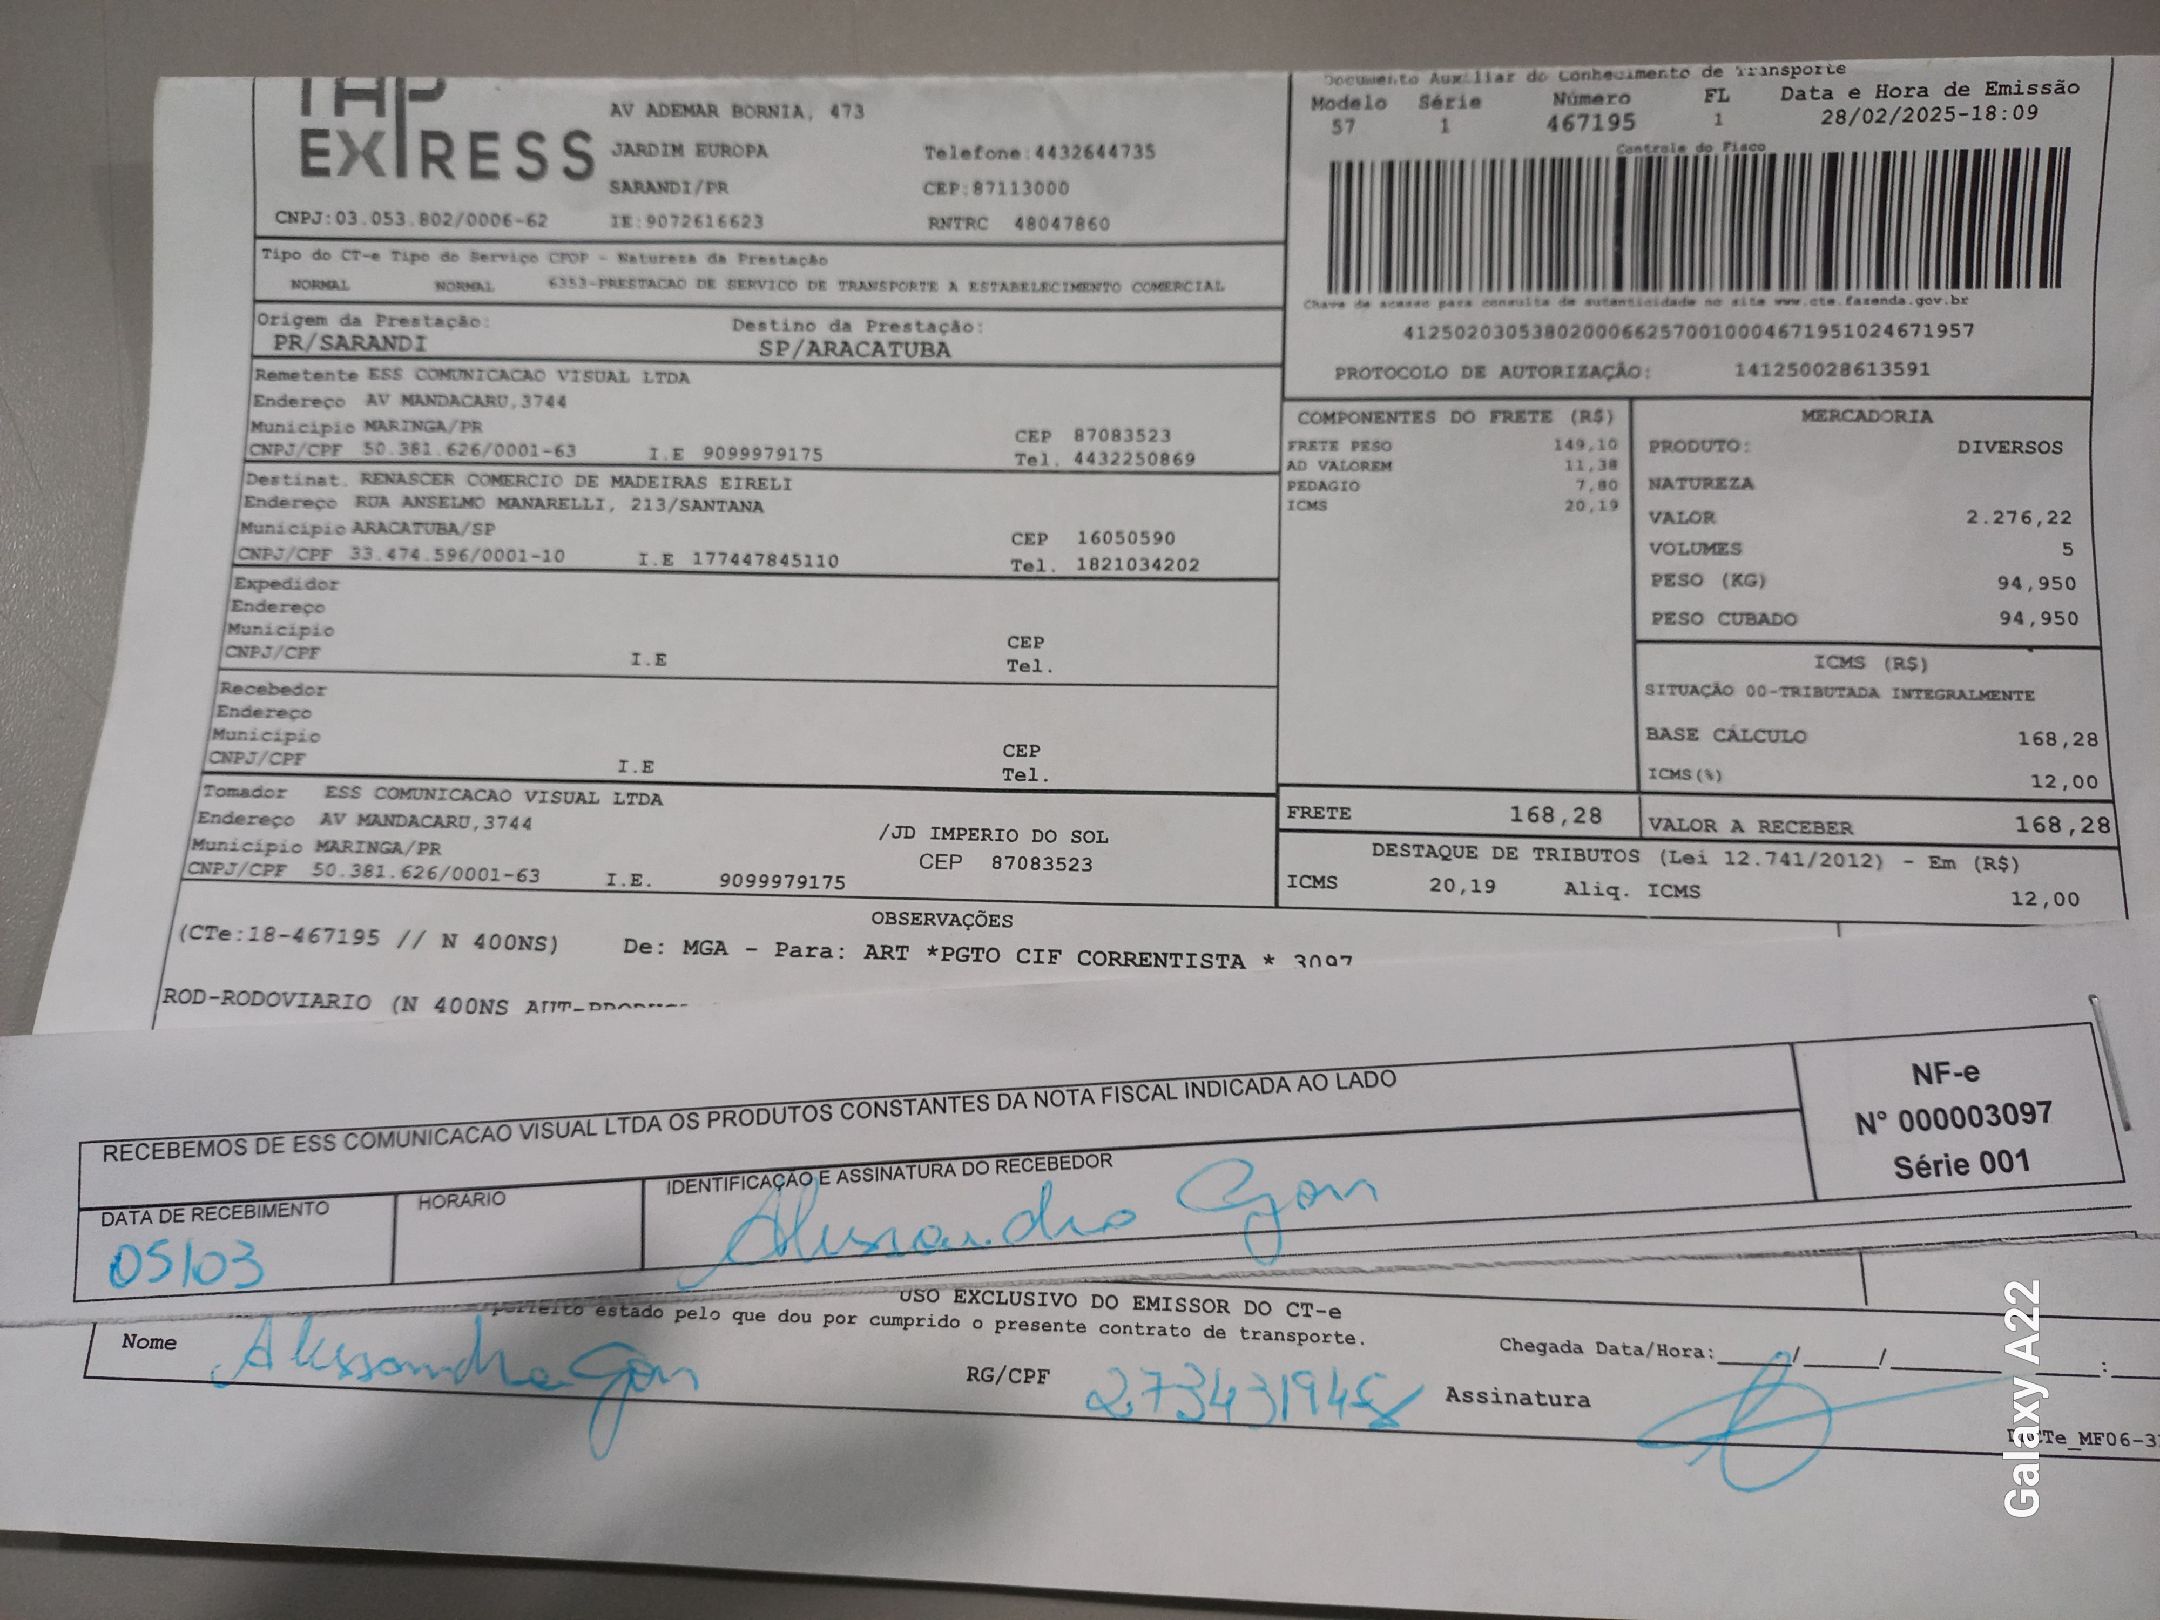 TAP
EXPRESS
AV ADEMAR BORNIA, 473
JARDIM EUROPA Telefone:4432644735
SARANDI/PR CEP:87113000
CNPJ:03.053.802/0006-62 IE:9072616623 RNTRC 48047860
Documento Auxiliar do Conhecimento de Transporte
Modelo Série Número FL Data e Hora de Emissão
57 1 467195 1 28/02/2025-18:09
Controle do Fisco
Chave de acesso para consulta de autenticidade no site www.cte.fazenda.gov.br
41250203053802000662570010004671951024671957
PROTOCOLO DE AUTORIZAÇÃO: 141250028613591
Tipo do CT-e Tipo do Serviço CFOP - Natureza da Prestação
NORMAL NORMAL 6353-PRESTACAO DE SERVICO DE TRANSPORTE A ESTABELECIMENTO COMERCIAL
Origem da Prestação: Destino da Prestação:
PR/SARANDI SP/ARACATUBA
Remetente ESS COMUNICACAO VISUAL LTDA
Endereço AV MANDACARU,3744
Município MARINGA/PR CEP 87083523
CNPJ/CPF 50.381.626/0001-63 I.E 9099979175 Tel. 4432250869
Destinat. RENASCER COMERCIO DE MADEIRAS EIRELI
Endereço RUA ANSELMO MANARELLI, 213/SANTANA
Município ARACATUBA/SP CEP 16050590
CNPJ/CPF 33.474.596/0001-10 I.E 177447845110 Tel. 1821034202
Expedidor
Endereço
Município CEP
CNPJ/CPF I.E Tel.
Recebedor
Endereço
Município CEP
CNPJ/CPF I.E Tel.
Tomador ESS COMUNICACAO VISUAL LTDA
Endereço AV MANDACARU,3744 /JD IMPERIO DO SOL
Município MARINGA/PR CEP 87083523
CNPJ/CPF 50.381.626/0001-63 I.E. 9099979175
COMPONENTES DO FRETE (R$)
FRETE PESO 149,10
AD VALOREM 11,38
PEDAGIO 7,80
ICMS 20,19
MERCADORIA
PRODUTO: DIVERSOS
NATUREZA
VALOR 2.276,22
VOLUMES 5
PESO (KG) 94,950
PESO CUBADO 94,950
ICMS (R$)
SITUAÇÃO 00-TRIBUTADA INTEGRALMENTE
BASE CÁLCULO 168,28
ICMS(%) 12,00
FRETE 168,28 VALOR A RECEBER 168,28
DESTAQUE DE TRIBUTOS (Lei 12.741/2012) - Em (R$)
ICMS 20,19 Aliq. ICMS 12,00
OBSERVAÇÕES
(CTe:18-467195 // N 400NS) De: MGA - Para: ART *PGTO CIF CORRENTISTA * 3097
ROD-RODOVIARIO (N 400NS
RECEBEMOS DE ESS COMUNICACAO VISUAL LTDA OS PRODUTOS CONSTANTES DA NOTA FISCAL INDICADA AO LADO
NF-e
N° 000003097
Série 001
DATA DE RECEBIMENTO HORÁRIO IDENTIFICAÇÃO E ASSINATURA DO RECEBEDOR
05/03 Alessandra
USO EXCLUSIVO DO EMISSOR DO CT-e
perfeito estado pelo que dou por cumprido o presente contrato de transporte.
Nome Alessandra RG/CPF Assinatura
Chegada Data/Hora:____/____/____ ___:___
Galaxy A22